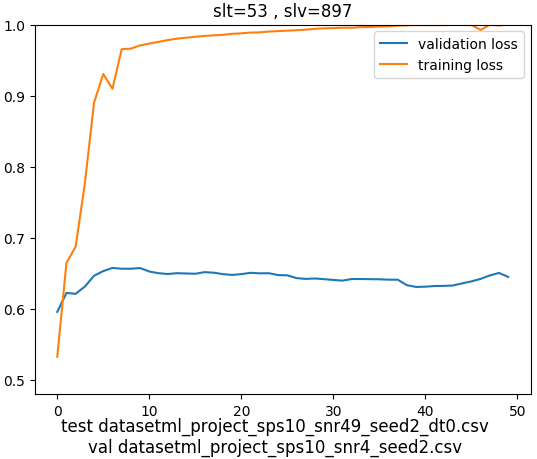 slt=53 , slv=897
validation loss
training loss
1.0
0.9
0.8
0.7
0.6
0.5
0 10 20 30 40 50
test datasetml_project_sps10_snr49_seed2_dt0.csv
val datasetml_project_sps10_snr4_seed2.csv